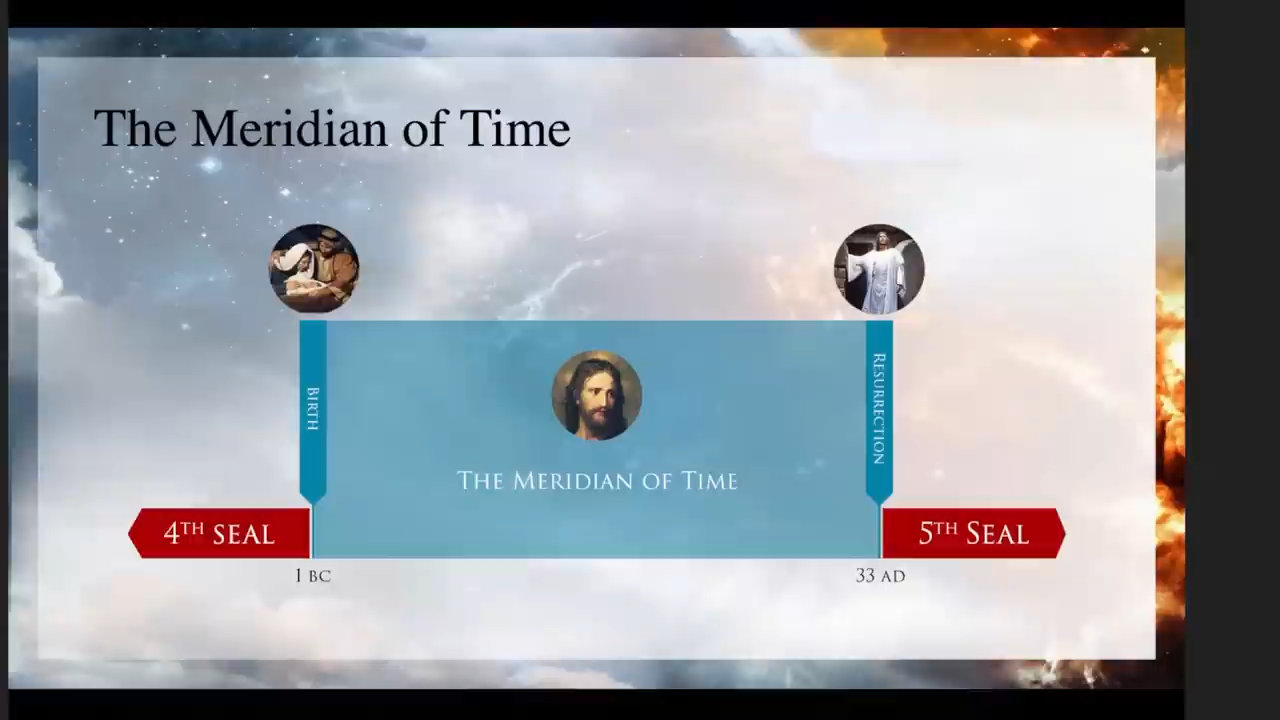 The Meridian of Time
BIRTH
RESURRECTION
THE MERIDIAN OF TIME
4TH SEAL
5TH SEAL
1 BC
33 AD